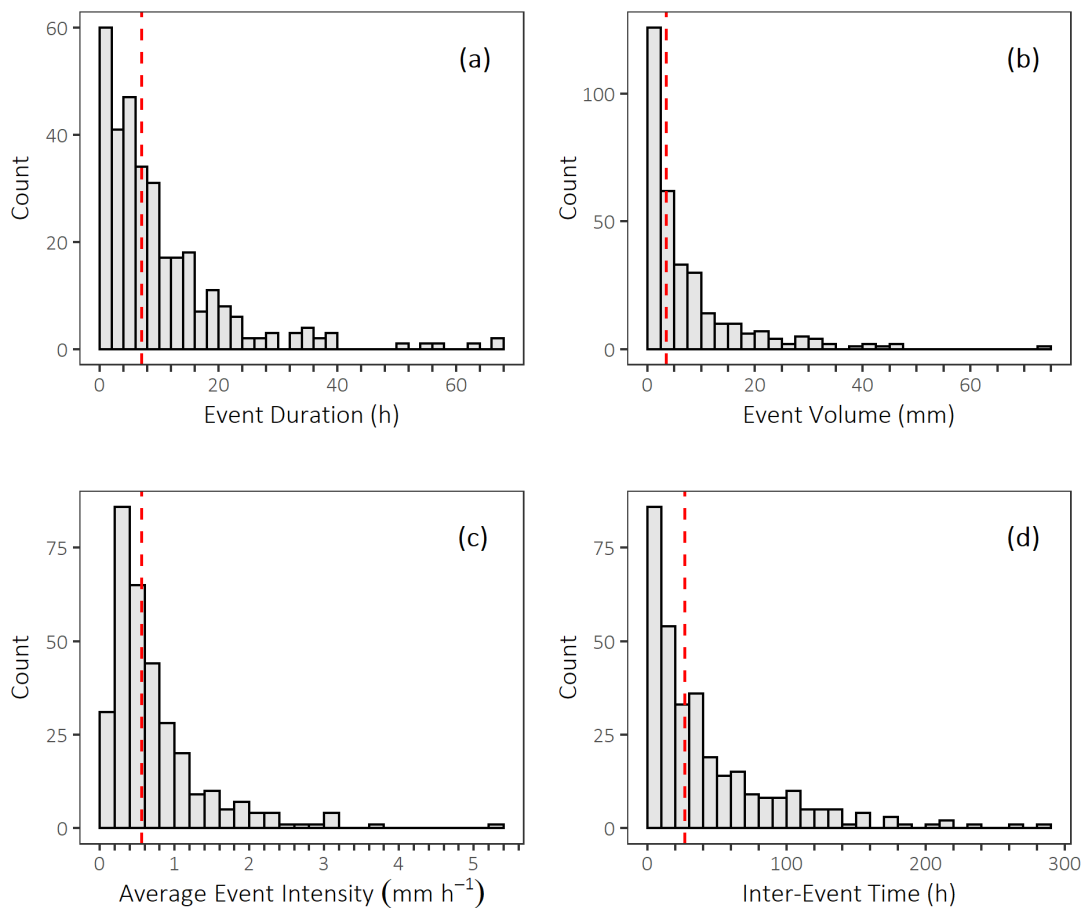 60
40
20
0
Count
(a)
0
20
40
60
Event Duration (h)
100
50
0
Count
(b)
0
20
40
60
Event Volume (mm)
75
50
25
0
Count
(c)
0
1
2
3
4
5
Average Event Intensity (mm h⁻¹)
75
50
25
0
Count
(d)
0
100
200
300
Inter-Event Time (h)